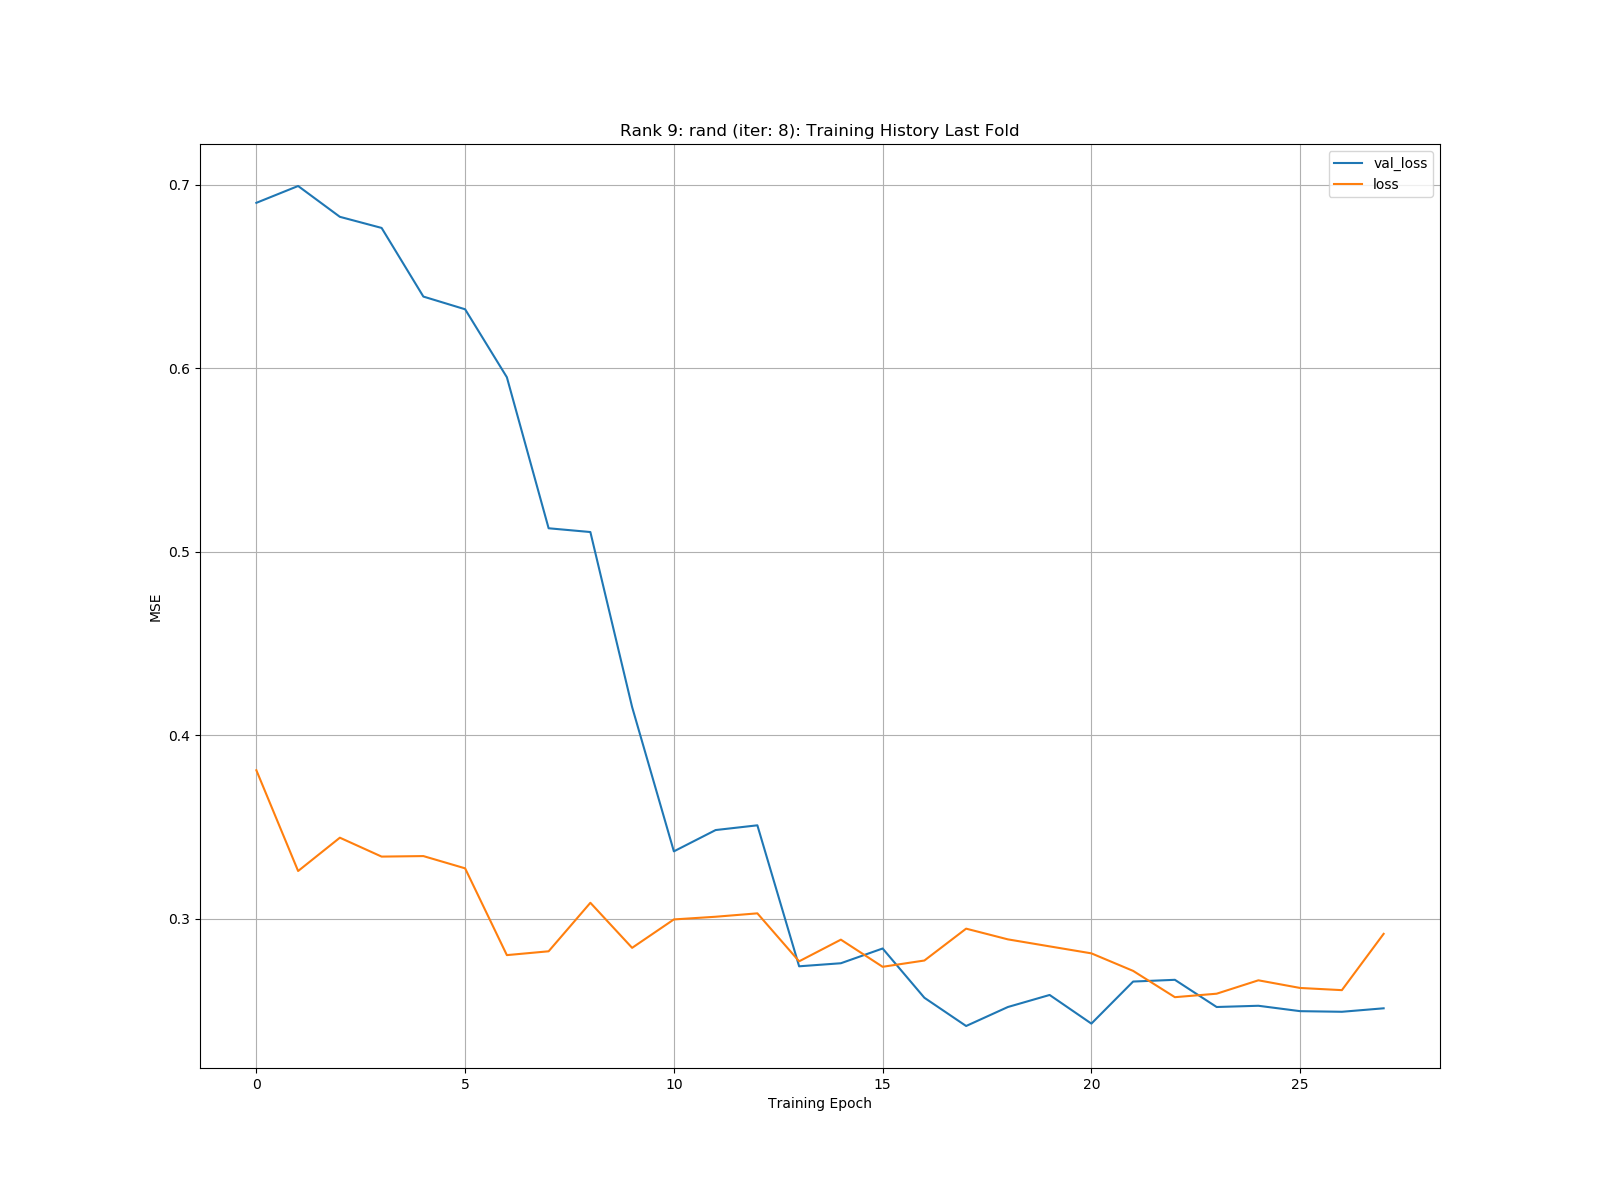 Rank 9: rand (iter: 8): Training History Last Fold
val_loss
loss
0.7
0.6
0.5
0.4
0.3
MSE
0 5 10 15 20 25
Training Epoch